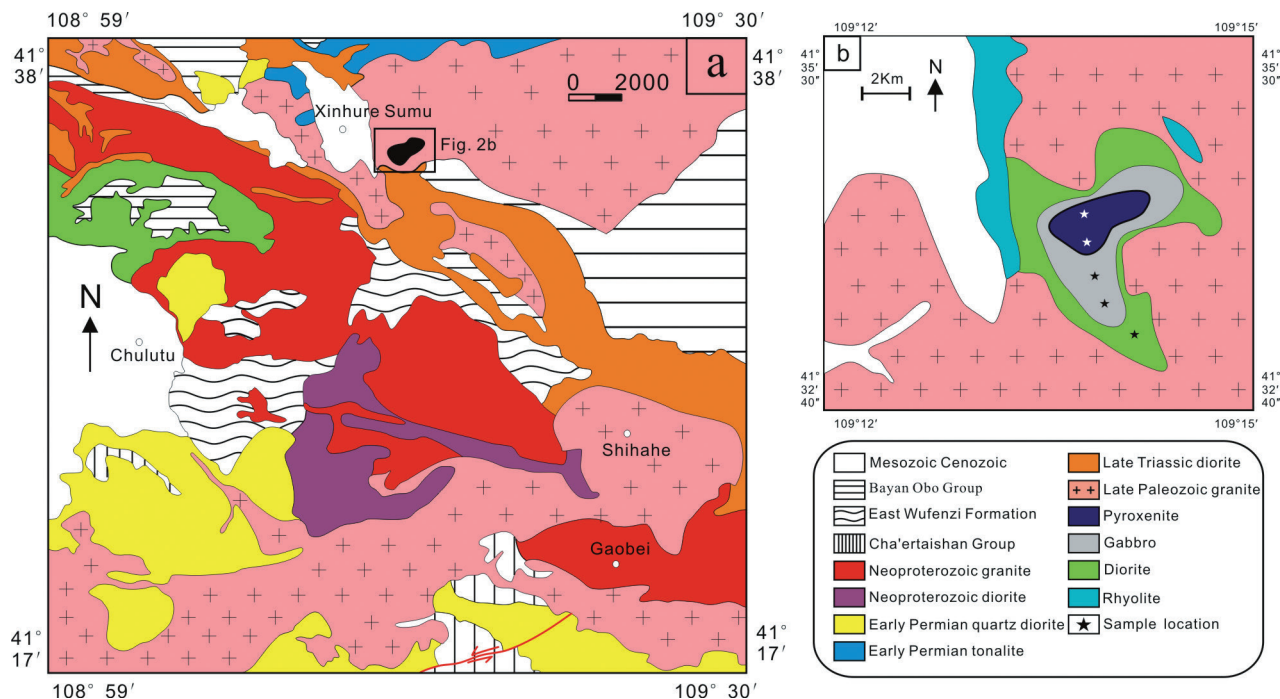 108° 59′
109° 30′
41°
38′
41°
38′
a
0 2000
Xinhure Sumu
Fig. 2b
N
Chulutu
Shihahe
Gaobei
41°
17′
41°
17′
108° 59′
109° 30′
109°12′
109°15′
41°
35′
30″
41°
35′
30″
b
2Km
N
41°
32′
40″
41°
32′
40″
109°12′
109°15′
Mesozoic Cenozoic
Bayan Obo Group
East Wufenzi Formation
Cha'ertaishan Group
Neoproterozoic granite
Neoproterozoic diorite
Early Permian quartz diorite
Early Permian tonalite
Late Triassic diorite
Late Paleozoic granite
Pyroxenite
Gabbro
Diorite
Rhyolite
Sample location